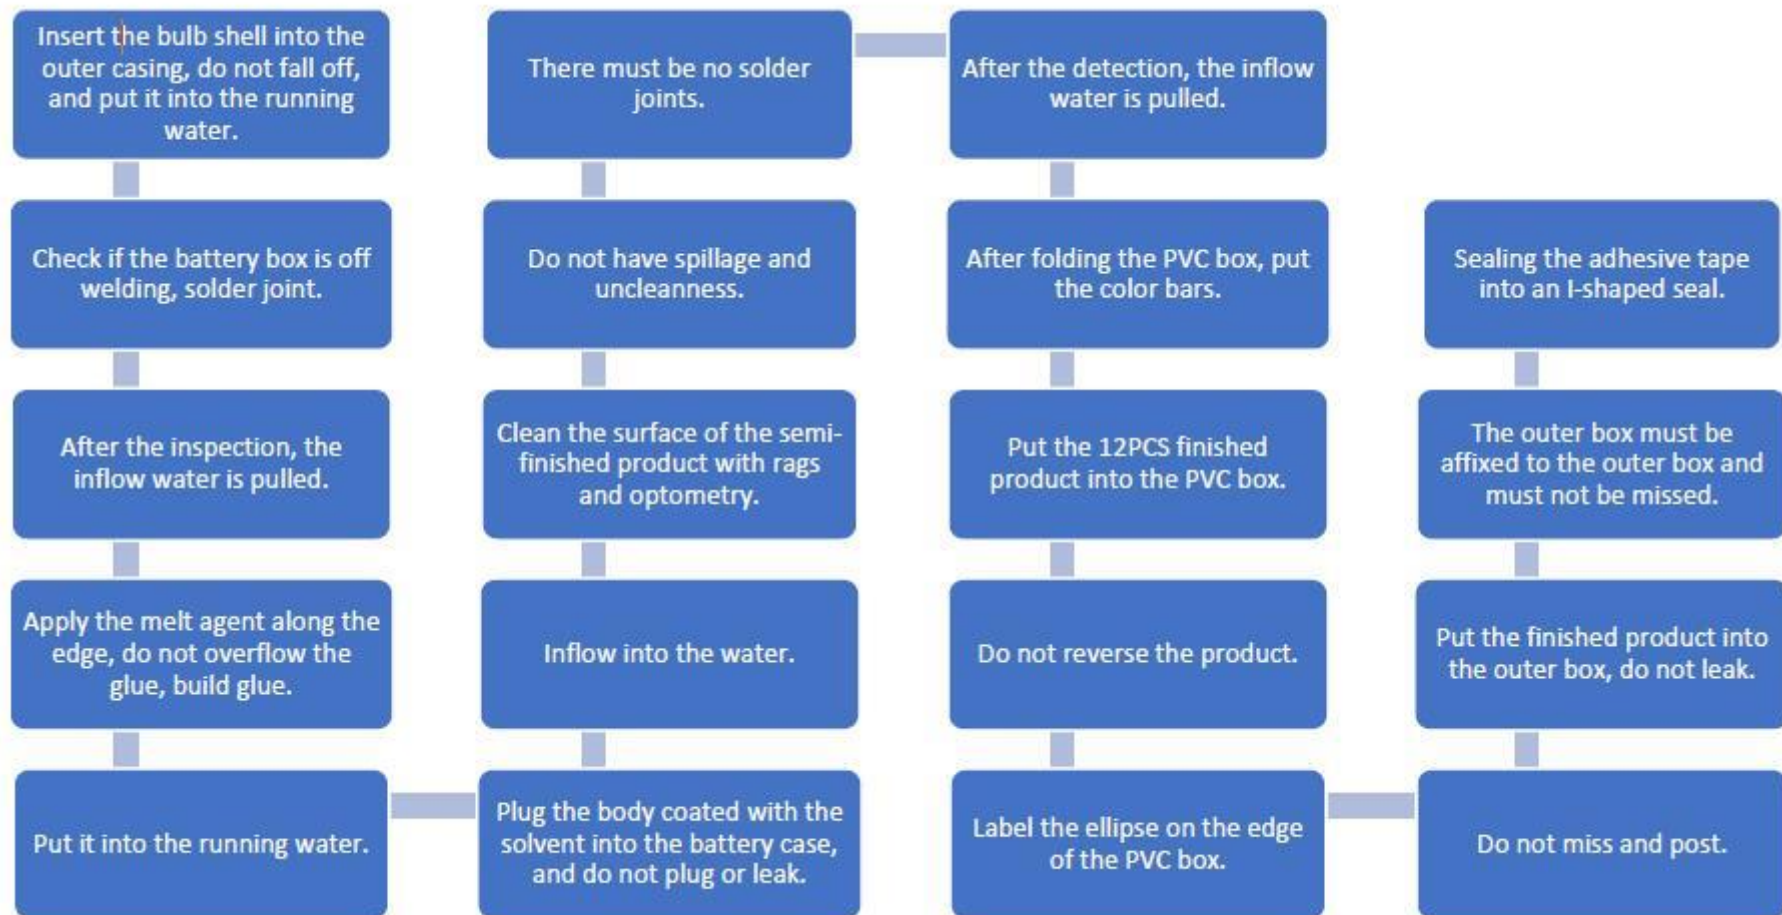 Insert the bulb shell into the
outer casing, do not fall off,
and put it into the running
water.
Check if the battery box is off
welding, solder joint.
After the inspection, the
inflow water is pulled.
Apply the melt agent along the
edge, do not overflow the
glue, build glue.
Put it into the running water.
Plug the body coated with the
solvent into the battery case,
and do not plug or leak.
Inflow into the water.
Clean the surface of the semi-
finished product with rags
and optometry.
Do not have spillage and
uncleanness.
There must be no solder
joints.
After the detection, the inflow
water is pulled.
After folding the PVC box, put
the color bars.
Put the 12PCS finished
product into the PVC box.
Do not reverse the product.
Label the ellipse on the edge
of the PVC box.
Do not miss and post.
Put the finished product into
the outer box, do not leak.
The outer box must be
affixed to the outer box and
must not be missed.
Sealing the adhesive tape
into an I-shaped seal.